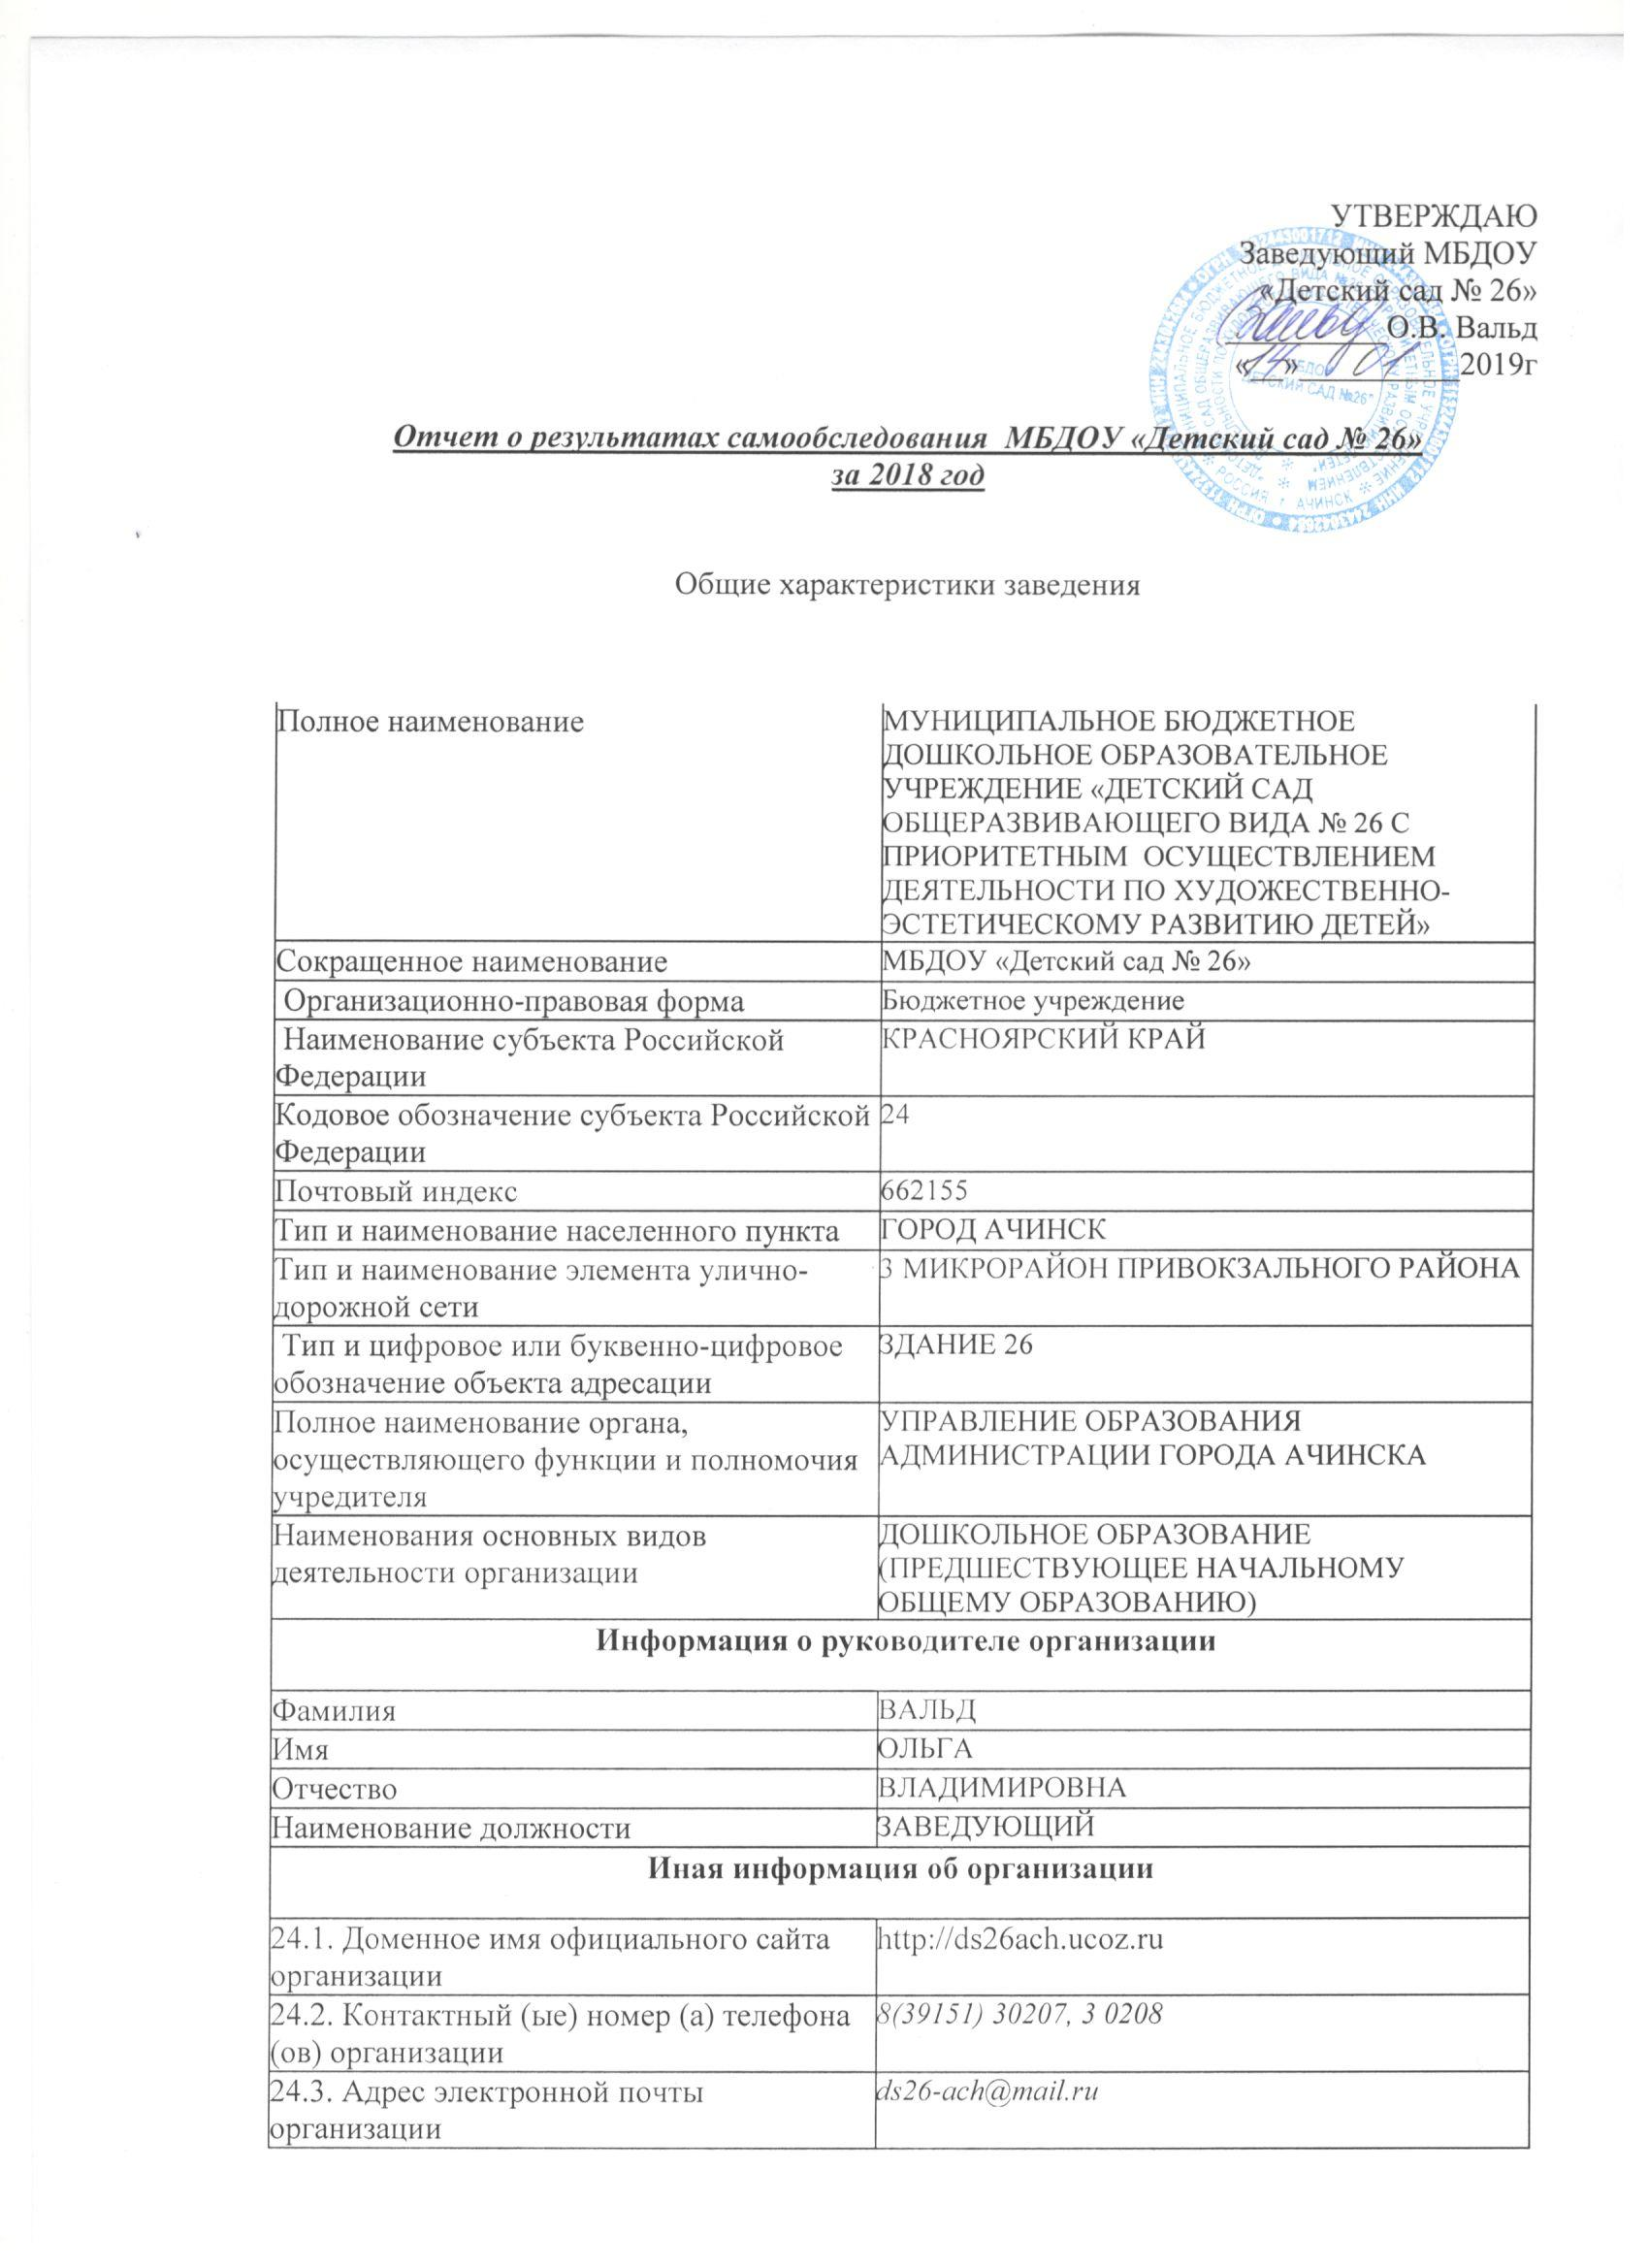 УТВЕРЖДАЮ
Заведующий МБДОУ
«Детский сад № 26»
О.В. Вальд
«14» 01 2019г
Отчет о результатах самообследования МБДОУ «Детский сад № 26»
за 2018 год
Общие характеристики заведения
Полное наименование
МУНИЦИПАЛЬНОЕ БЮДЖЕТНОЕ
ДОШКОЛЬНОЕ ОБРАЗОВАТЕЛЬНОЕ
УЧРЕЖДЕНИЕ «ДЕТСКИЙ САД
ОБЩЕРАЗВИВАЮЩЕГО ВИДА № 26 С
ПРИОРИТЕТНЫМ ОСУЩЕСТВЛЕНИЕМ
ДЕЯТЕЛЬНОСТИ ПО ХУДОЖЕСТВЕННО-
ЭСТЕТИЧЕСКОМУ РАЗВИТИЮ ДЕТЕЙ»
Сокращенное наименование
МБДОУ «Детский сад № 26»
Организационно-правовая форма
Бюджетное учреждение
Наименование субъекта Российской
Федерации
КРАСНОЯРСКИЙ КРАЙ
Кодовое обозначение субъекта Российской
Федерации
24
Почтовый индекс
662155
Тип и наименование населенного пункта
ГОРОД АЧИНСК
Тип и наименование элемента улично-
дорожной сети
3 МИКРОРАЙОН ПРИВОКЗАЛЬНОГО РАЙОНА
Тип и цифровое или буквенно-цифровое
обозначение объекта адресации
ЗДАНИЕ 26
Полное наименование органа,
осуществляющего функции и полномочия
учредителя
УПРАВЛЕНИЕ ОБРАЗОВАНИЯ
АДМИНИСТРАЦИИ ГОРОДА АЧИНСКА
Наименования основных видов
деятельности организации
ДОШКОЛЬНОЕ ОБРАЗОВАНИЕ
(ПРЕДШЕСТВУЮЩЕЕ НАЧАЛЬНОМУ
ОБЩЕМУ ОБРАЗОВАНИЮ)
Информация о руководителе организации
Фамилия
ВАЛЬД
Имя
ОЛЬГА
Отчество
ВЛАДИМИРОВНА
Наименование должности
ЗАВЕДУЮЩИЙ
Иная информация об организации
24.1. Доменное имя официального сайта
организации
http://ds26ach.ucoz.ru
24.2. Контактный (ые) номер (а) телефона
(ов) организации
8(39151) 30207, 3 0208
24.3. Адрес электронной почты
организации
ds26-ach@mail.ru